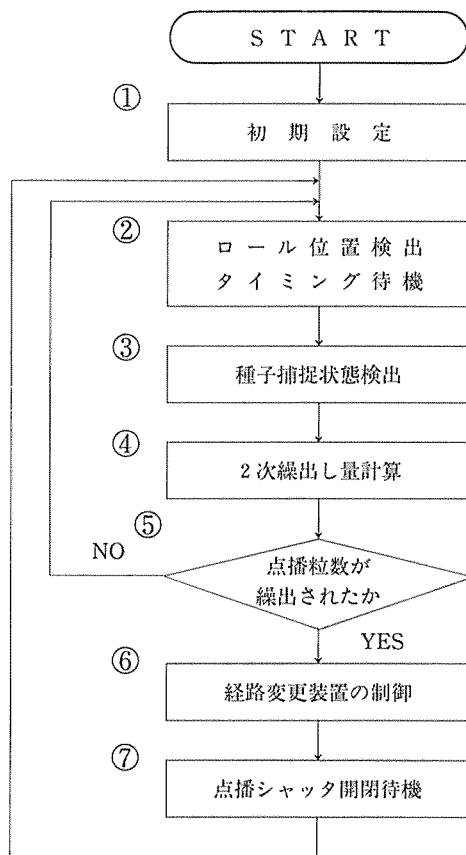 START
①
初期設定
②
ロール位置検出
タイミング待機
③
種子捕捉状態検出
④
2次繰出し量計算
⑤
NO
点播粒数が
繰出されたか
YES
⑥
経路変更装置の制御
⑦
点播シャッタ開閉待機